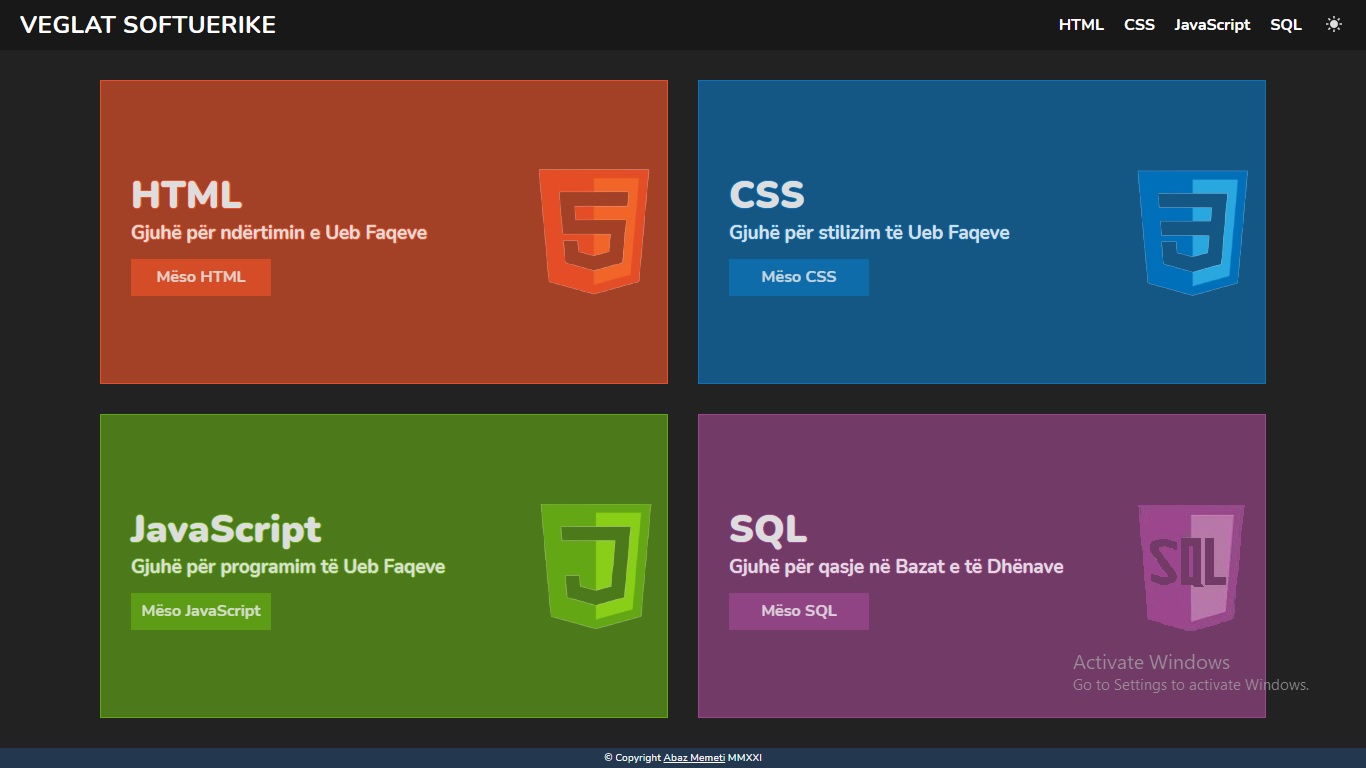 VEGLAT SOFTUERIKE
HTML CSS JavaScript SQL
HTML
Gjuhë për ndërtimin e Ueb Faqeve
Mëso HTML
CSS
Gjuhë për stilizim të Ueb Faqeve
Mëso CSS
JavaScript
Gjuhë për programim të Ueb Faqeve
Mëso JavaScript
SQL
Gjuhë për qasje në Bazat e të Dhënave
Mëso SQL
SQL
Activate Windows
Go to Settings to activate Windows.
© Copyright Abaz Memeti MMXXI